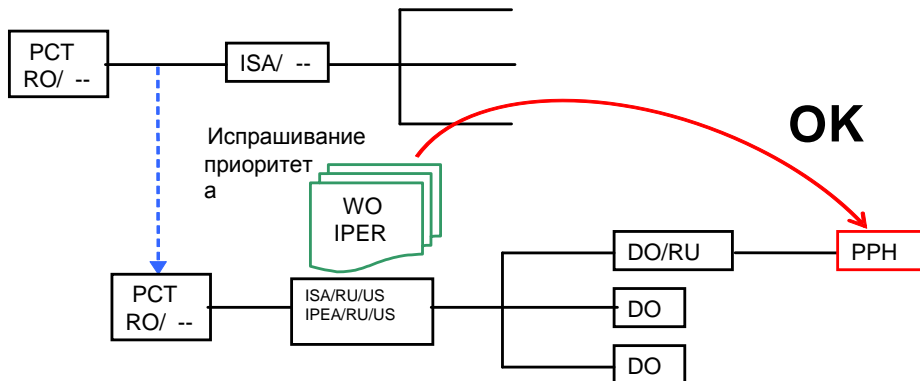 PCT
RO/ --
ISA/ --
OK
Испрашивание
приоритет
а
WO
IPER
DO/RU
PPH
PCT
RO/ --
ISA/RU/US
IPEA/RU/US
DO
DO